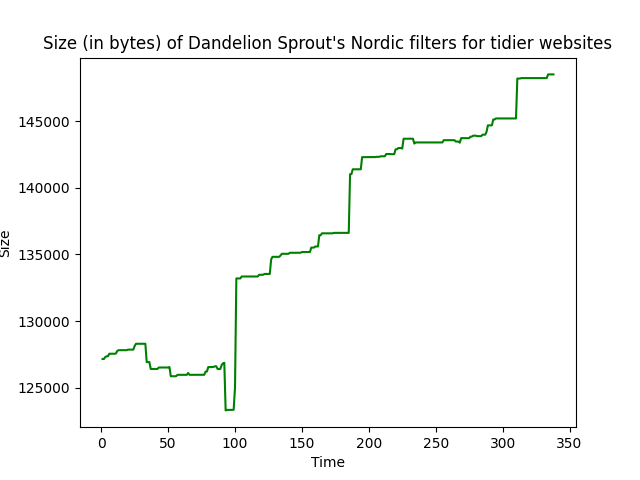 Size (in bytes) of Dandelion Sprout's Nordic filters for tidier websites
145000
140000
135000
130000
125000
Size
0 50 100 150 200 250 300 350
Time